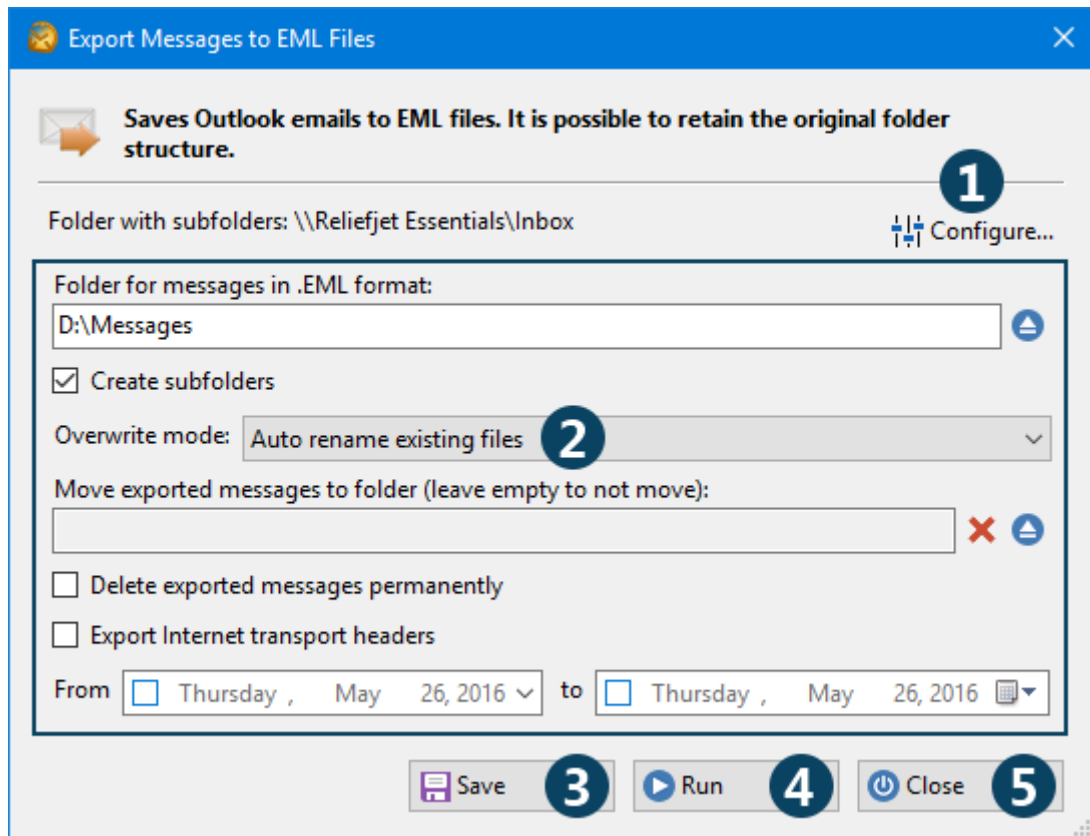 Export Messages to EML Files
Saves Outlook emails to EML files. It is possible to retain the original folder
structure.
1
Folder with subfolders: \\Reliefjet Essentials\Inbox
Configure...
Folder for messages in .EML format:
D:\Messages
Create subfolders
Overwrite mode: Auto rename existing files 2
Move exported messages to folder (leave empty to not move):
Delete exported messages permanently
Export Internet transport headers
From Thursday , May 26, 2016 to Thursday , May 26, 2016
Save 3 Run 4 Close 5